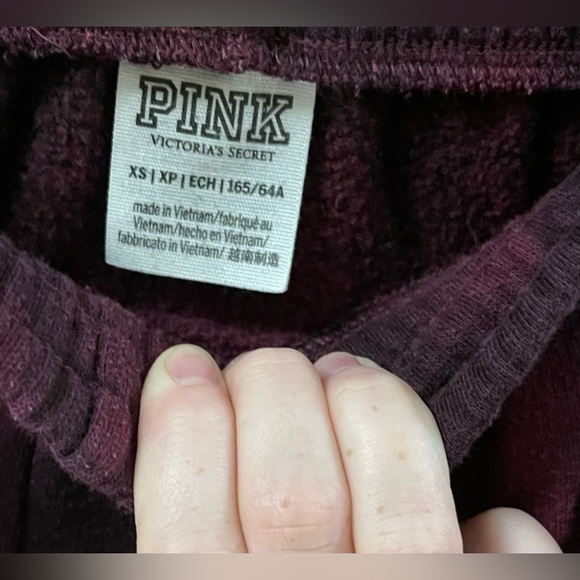 PINK
VICTORIA'S SECRET
XS | XP | ECH | 165/64A
made in Vietnam/fabriqué au
Vietnam/hecho en Vietnam/
fabbricato in Vietnam/ 越南制造